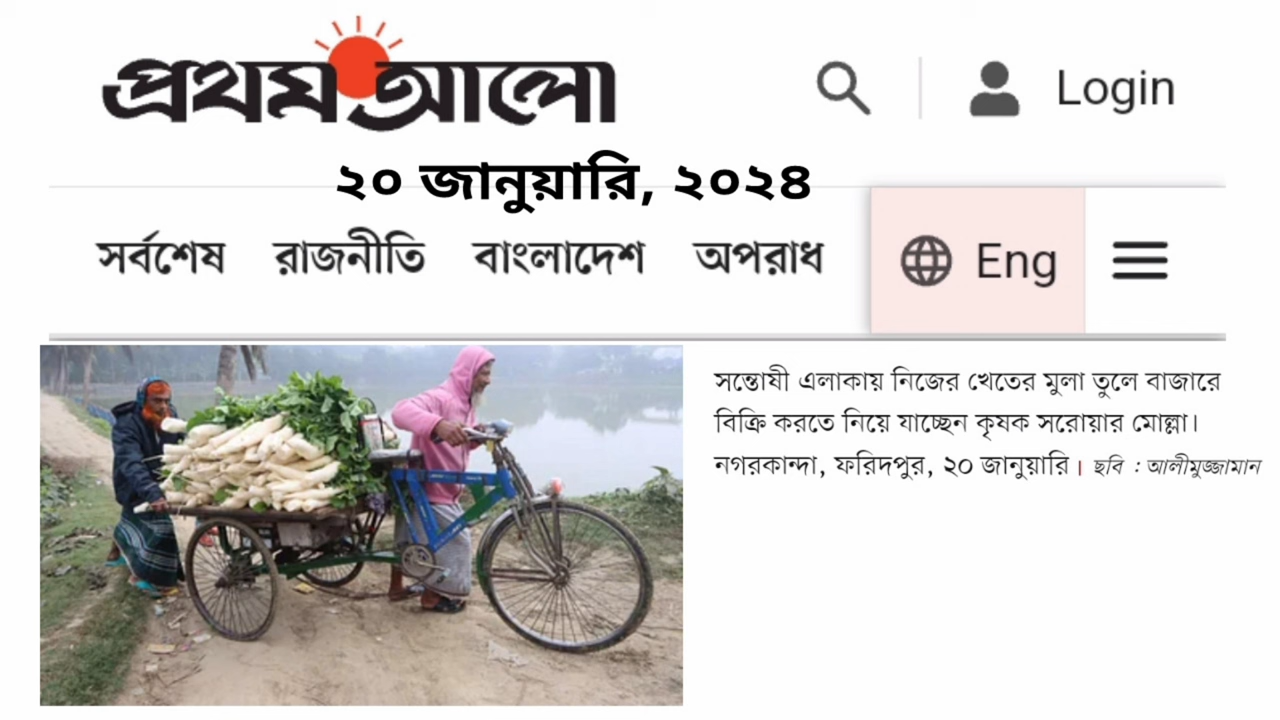 প্রথম আলো
Login
২০ জানুয়ারি, ২০২৪
সর্বশেষ রাজনীতি বাংলাদেশ অপরাধ Eng
সন্তোষী এলাকায় নিজের খেতের মুলা তুলে বাজারে
বিক্রি করতে নিয়ে যাচ্ছেন কৃষক সরোয়ার মোল্লা।
নগরকান্দা, ফরিদপুর, ২০ জানুয়ারি। ছবি : আলীমুজ্জামান